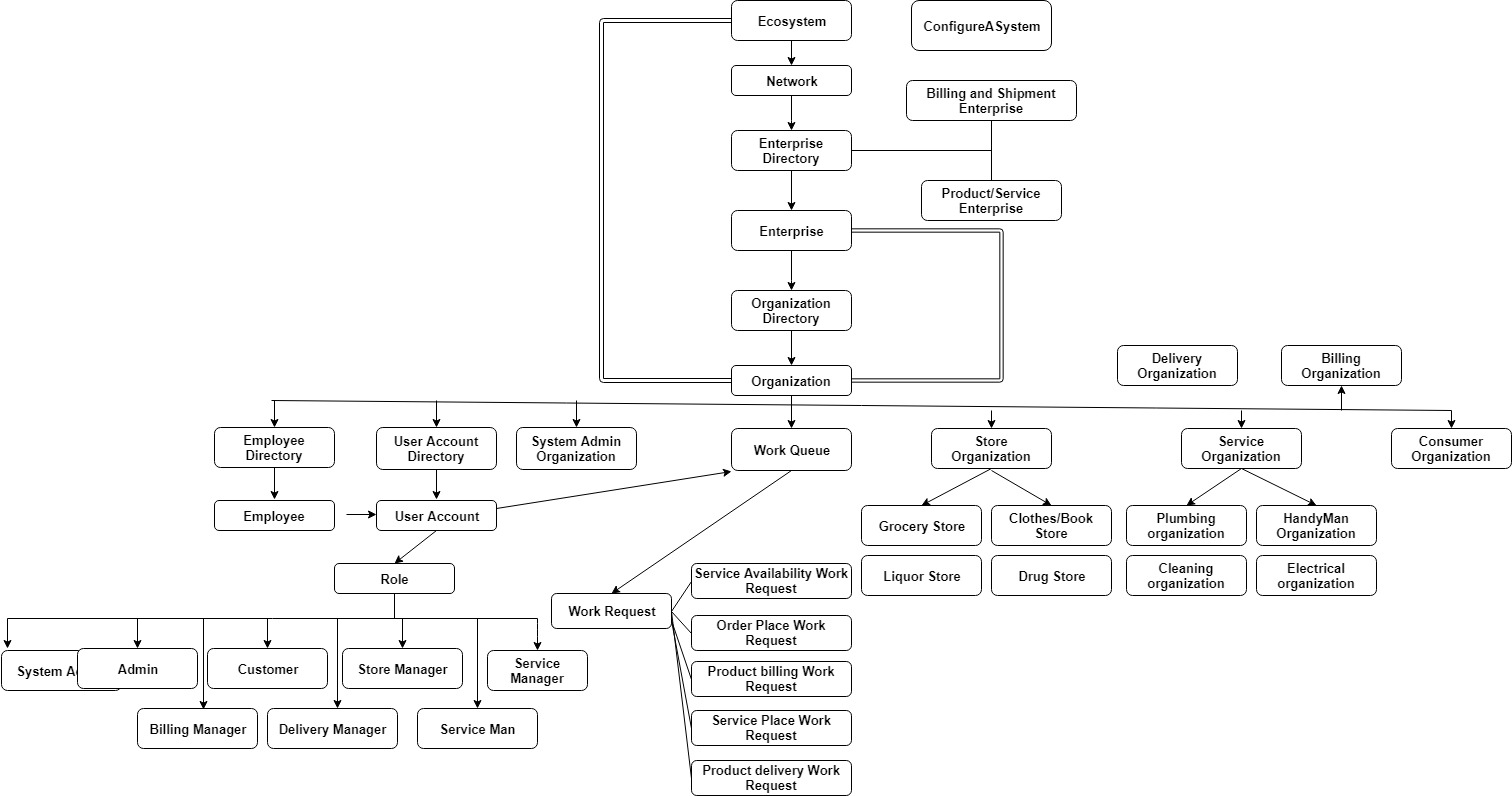 Ecosystem
ConfigureASystem
Network
Billing and Shipment
Enterprise
Enterprise
Directory
Product/Service
Enterprise
Enterprise
Organization
Directory
Delivery
Organization
Billing
Organization
Organization
Employee
Directory
User Account
Directory
System Admin
Organization
Work Queue
Store
Organization
Service
Organization
Consumer
Organization
Employee
User Account
Grocery Store
Clothes/Book
Store
Plumbing
organization
HandyMan
Organization
Role
Service Availability Work
Request
Liquor Store
Drug Store
Cleaning
organization
Electrical
organization
Work Request
Order Place Work
Request
System A
Admin
Customer
Store Manager
Service
Manager
Product billing Work
Request
Billing Manager
Delivery Manager
Service Man
Service Place Work
Request
Product delivery Work
Request